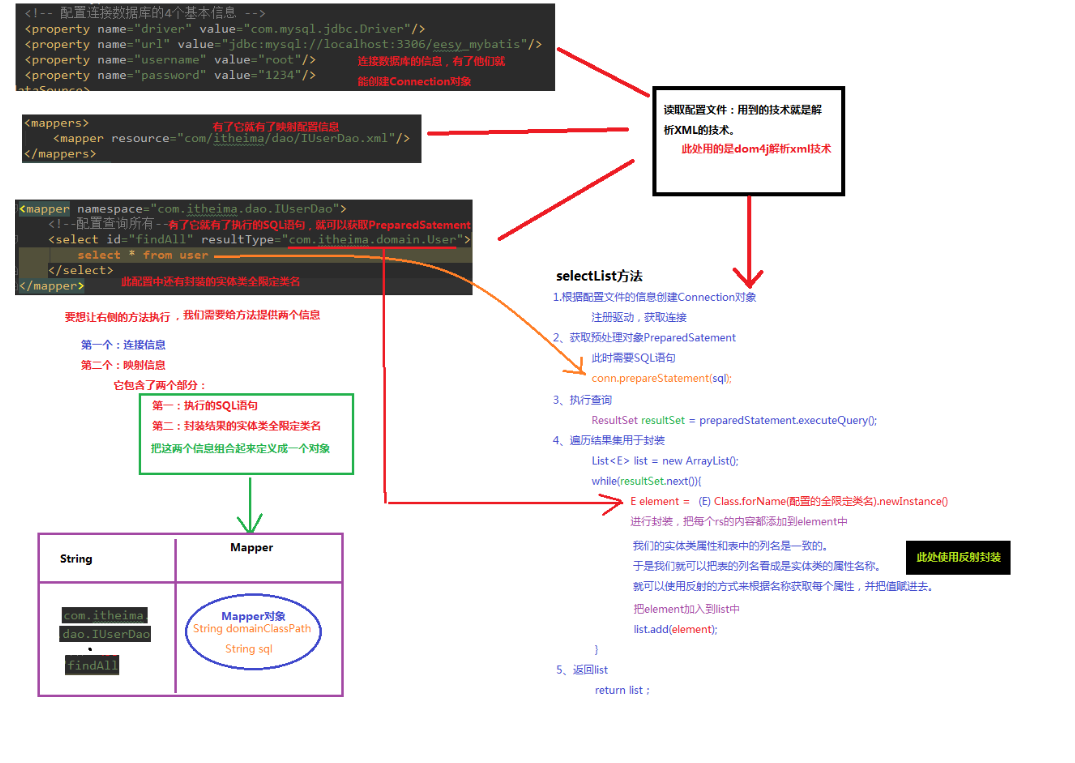 <!-- 配置连接数据库的4个基本信息 -->
<property name="driver" value="com.mysql.jdbc.Driver"/>
<property name="url" value="jdbc:mysql://localhost:3306/eesy_mybatis"/>
<property name="username" value="root"/>
<property name="password" value="1234"/>
ataSource>
连接数据库的信息，有了他们就
能创建Connection对象
<mappers>
有了它就有了映射配置信息
<mapper resource="com/itheima/dao/IUserDao.xml"/>
</mappers>
读取配置文件：用到的技术就是解
析XML的技术。
此处用的是dom4j解析xml技术
<mapper namespace="com.itheima.dao.IUserDao">
<!--配置查询所有--
有了它就有了执行的SQL语句，就可以获取PreparedSatement
<select id="findAll" resultType="com.itheima.domain.User">
select * from user
</select>
此配置中还有封装的实体类全限定类名
</mapper>
要想让右侧的方法执行，我们需要给方法提供两个信息
第一个：连接信息
第二个：映射信息
它包含了两个部分：
第一：执行的SQL语句
第二：封装结果的实体类全限定类名
把这两个信息组合起来定义成一个对象
String
Mapper
com.itheima.
dao.IUserDao
.
findAll
Mapper对象
String domainClassPath
String sql
selectList方法
1.根据配置文件的信息创建Connection对象
注册驱动，获取连接
2、获取预处理对象PreparedSatement
此时需要SQL语句
conn.prepareStatement(sql);
3、执行查询
ResultSet resultSet = preparedStatement.executeQuery();
4、遍历结果集用于封装
List<E> list = new ArrayList();
while(resultSet.next()){
E element = (E) Class.forName(配置的全限定类名).newInstance()
进行封装，把每个rs的内容都添加到element中
我们的实体类属性和表中的列名是一致的。
于是我们就可以把表的列名看成是实体类的属性名称。
就可以使用反射的方式来根据名称获取每个属性，并把值赋进去。
此处使用反射封装
把element加入到list中
list.add(element);
}
5、返回list
return list；